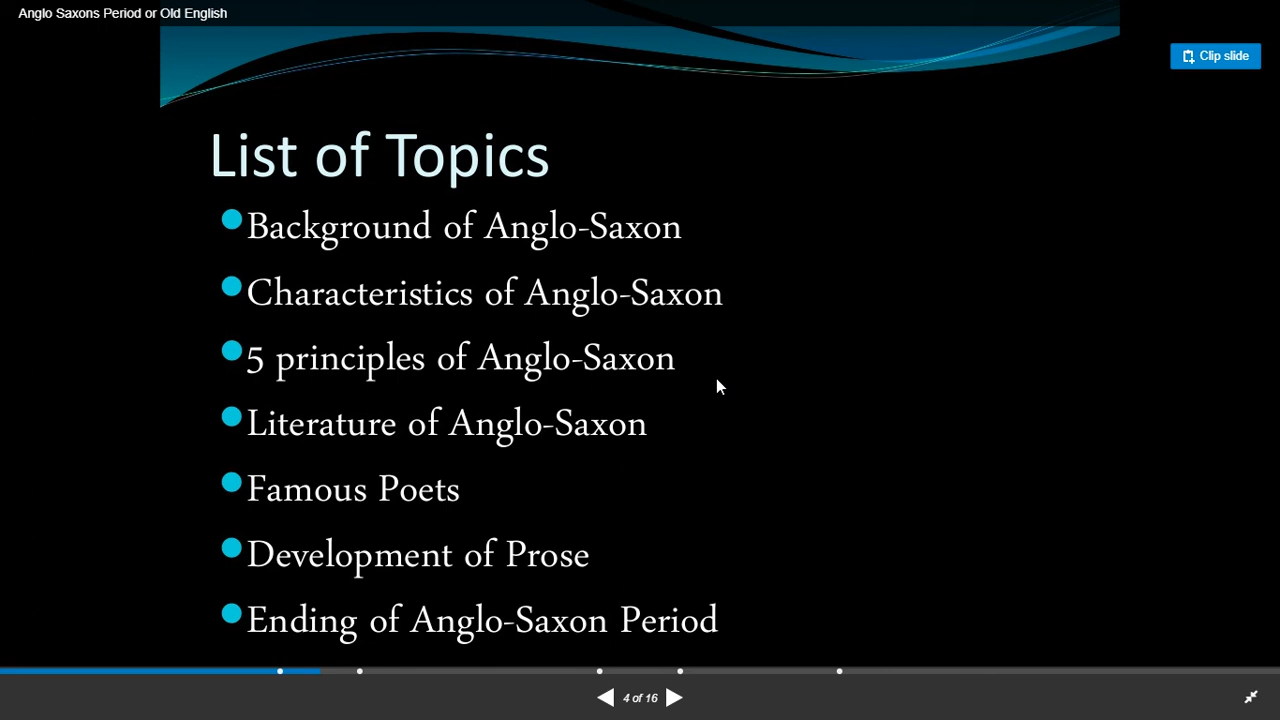 Anglo Saxons Period or Old English
Clip slide
List of Topics
Background of Anglo-Saxon
Characteristics of Anglo-Saxon
5 principles of Anglo-Saxon
Literature of Anglo-Saxon
Famous Poets
Development of Prose
Ending of Anglo-Saxon Period
4 of 16